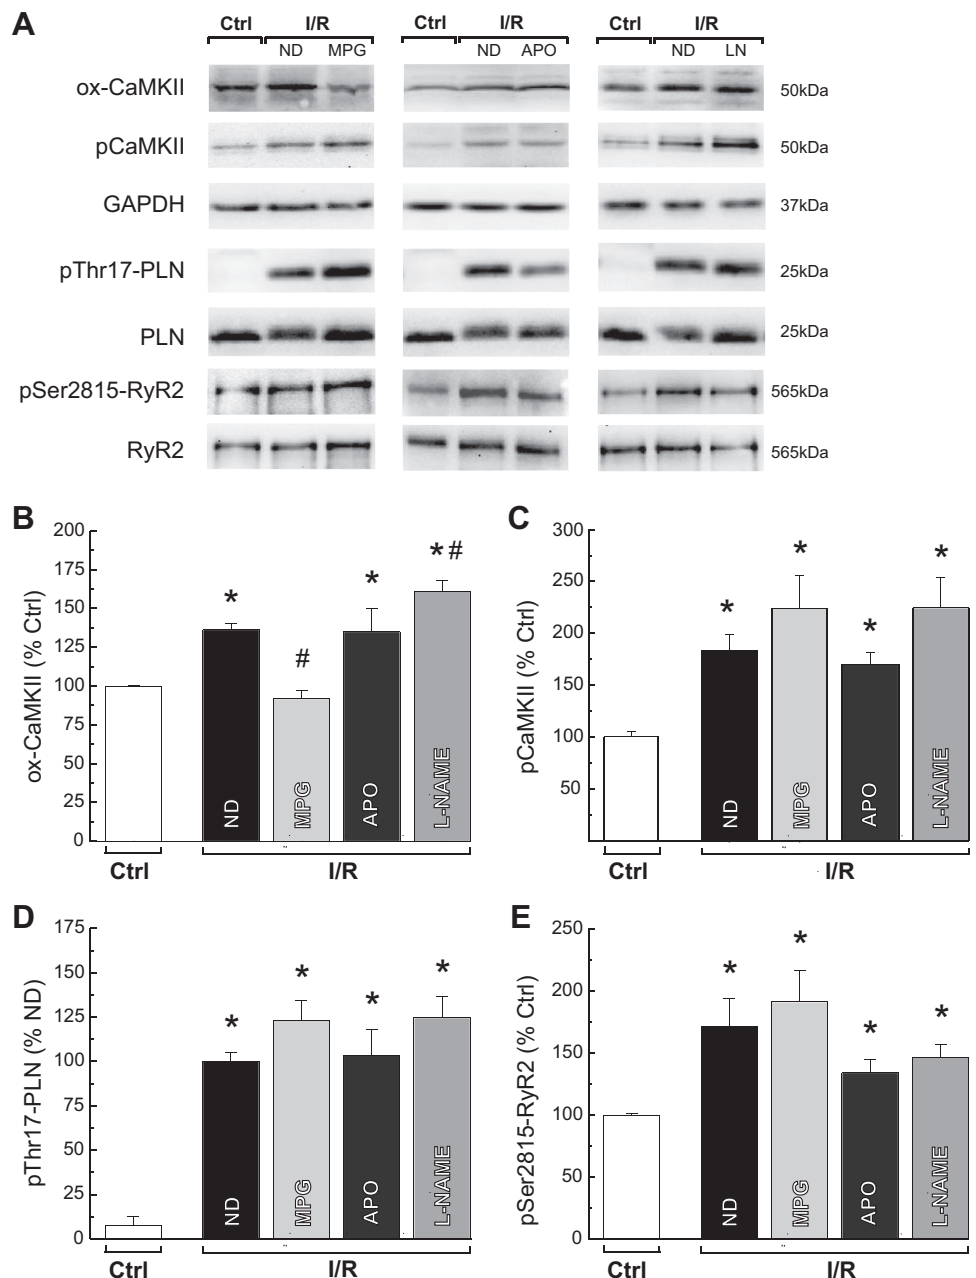 A
Ctrl I/R Ctrl I/R Ctrl I/R
ND MPG ND APO ND LN
ox-CaMKII 50kDa
pCaMKII 50kDa
GAPDH 37kDa
pThr17-PLN 25kDa
PLN 25kDa
pSer2815-RyR2 565kDa
RyR2 565kDa
B
ox-CaMKII (% Ctrl)
200
175
150
125
100
75
50
25
0
* # * * #
ND MPG APO L-NAME
Ctrl I/R
C
pCaMKII (% Ctrl)
300
250
200
150
100
50
* * * *
ND MPG APO L-NAME
Ctrl I/R
D
pThr17-PLN (% ND)
175
150
125
100
75
50
25
0
* * * *
ND MPG APO L-NAME
Ctrl I/R
E
pSer2815-RyR2 (% Ctrl)
250
200
150
100
50
0
* * * *
ND MPG APO L-NAME
Ctrl I/R